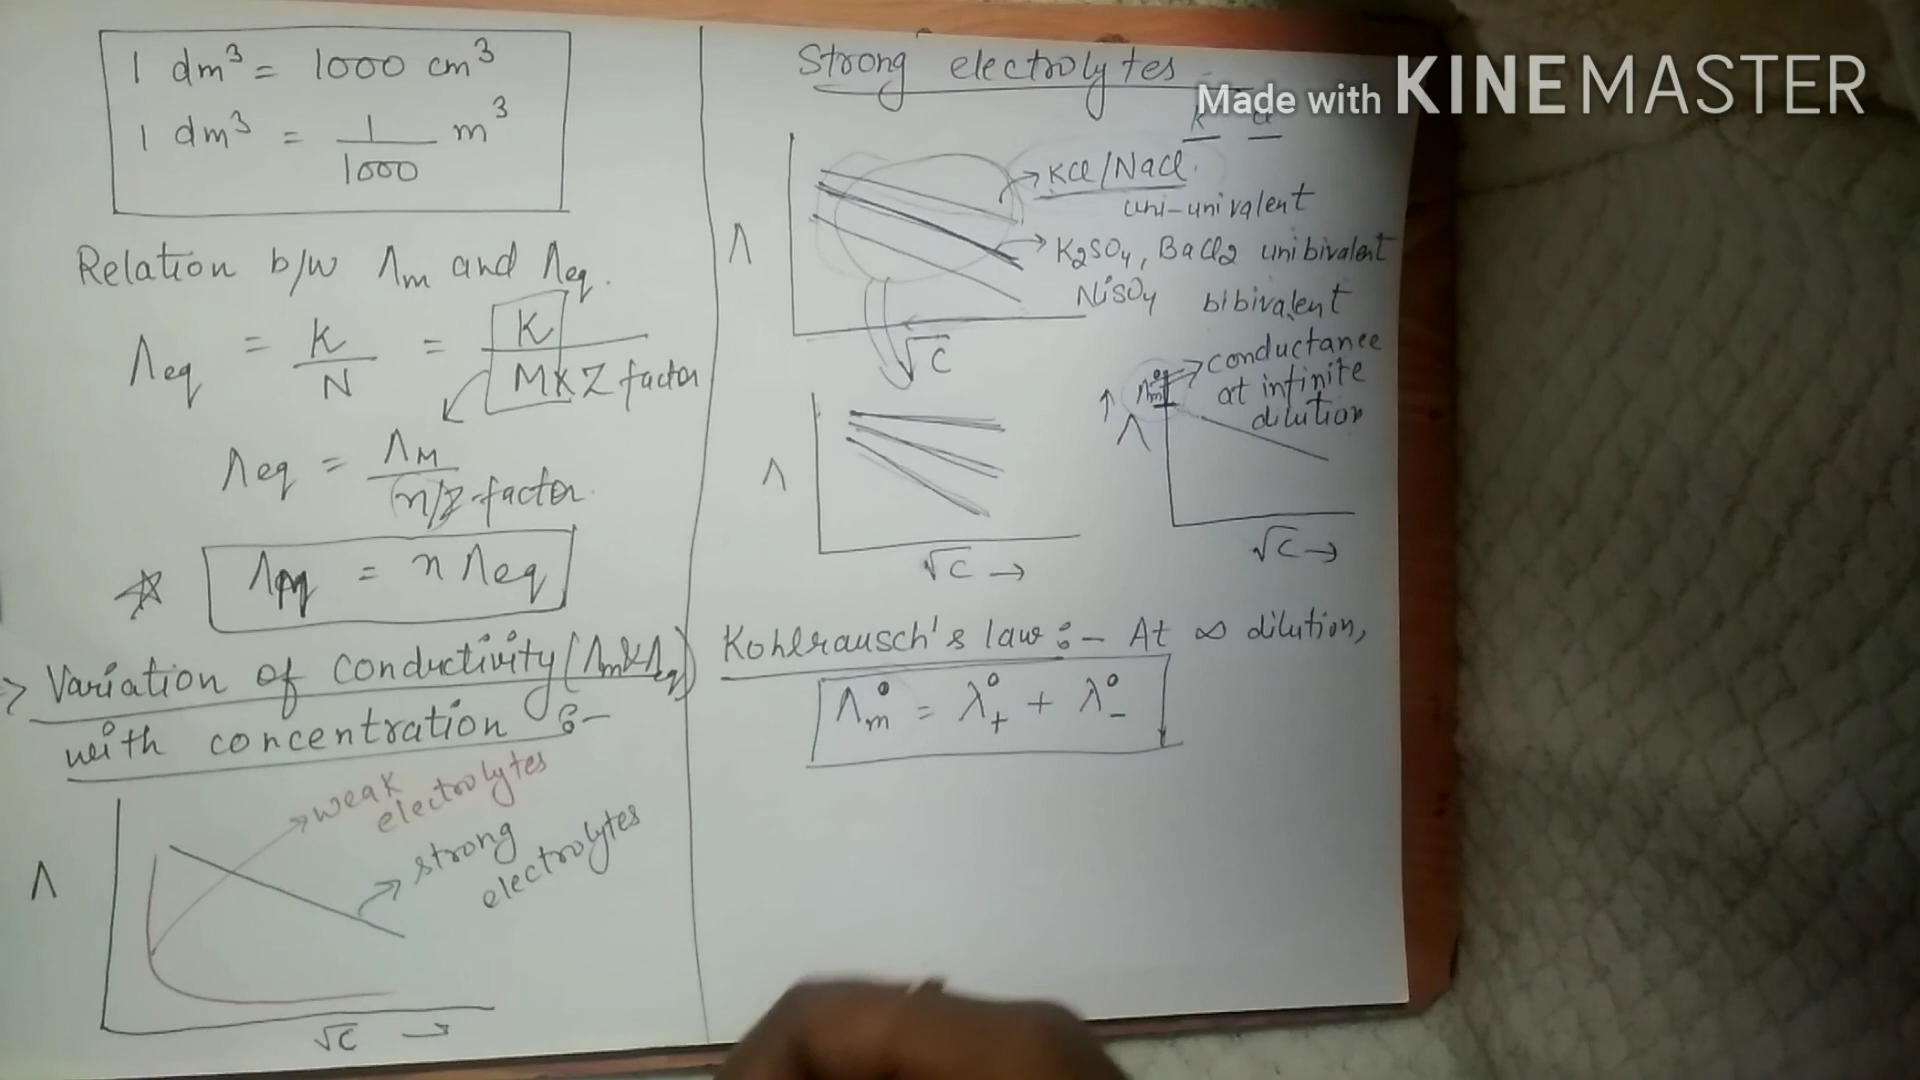 1 dm³ = 1000 cm³
1 dm³ = 1/1000 m³
Relation b/w Λm and Λeq.
Λeq = K/N = K/(M×Z factor
Λeq = ΛM/(n/Z-factor.
ΛM = n Λeq
⇒ Variation of conductivity (Λm & Λeq)
with concentration :-
weak
electrolytes
strong
electrolytes
Λ
√C →
Strong electrolytes
Made with KINEMASTER
KCl/NaCl.
uni-univalent
Λ
K₂SO₄, BaCl₂ unibivalent
NiSO₄ bibivalent
√C
Λ°m → conductance
at infinite
dilution
↑ Λ
Λ
√C →
√C →
Kohlrausch's law :- At ∞ dilution,
Λ°m = λ°+ + λ°-